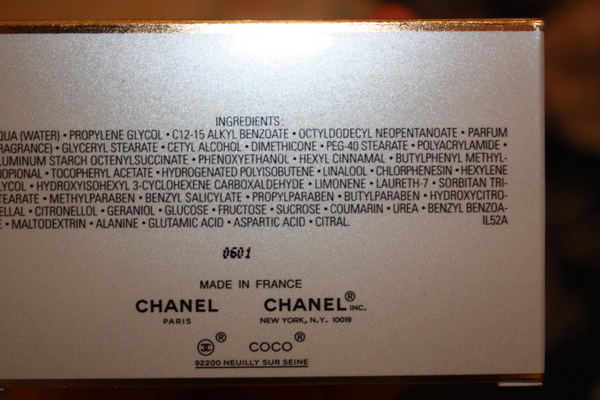 INGREDIENTS:
QUA (WATER) • PROPYLENE GLYCOL • C12-15 ALKYL BENZOATE • OCTYLDODECYL NEOPENTANOATE • PARFUM
RAGRANCE) • GLYCERYL STEARATE • CETYL ALCOHOL • DIMETHICONE • PEG-40 STEARATE • POLYACRYLAMIDE •
LUMINUM STARCH OCTENYLSUCCINATE • PHENOXYETHANOL • HEXYL CINNAMAL • BUTYLPHENYL METHYL-
OPIONAL • TOCOPHERYL ACETATE • HYDROGENATED POLYISOBUTENE • LINALOOL • CHLORPHENESIN • HEXYLENE
LYCOL • HYDROXYISOHEXYL 3-CYCLOHEXENE CARBOXALDEHYDE • LIMONENE • LAURETH-7 • SORBITAN TRI-
TEARATE • METHYLPARABEN • BENZYL SALICYLATE • PROPYLPARABEN • BUTYLPARABEN • HYDROXYCITRO-
ELLAL • CITRONELLOL • GERANIOL • GLUCOSE • FRUCTOSE • SUCROSE • COUMARIN • UREA • BENZYL BENZOA-
E • MALTODEXTRIN • ALANINE • GLUTAMIC ACID • ASPARTIC ACID • CITRAL. IL52A
0601
MADE IN FRANCE
CHANEL CHANEL® INC.
PARIS NEW YORK, N.Y. 10019
® COCO®
92200 NEUILLY SUR SEINE